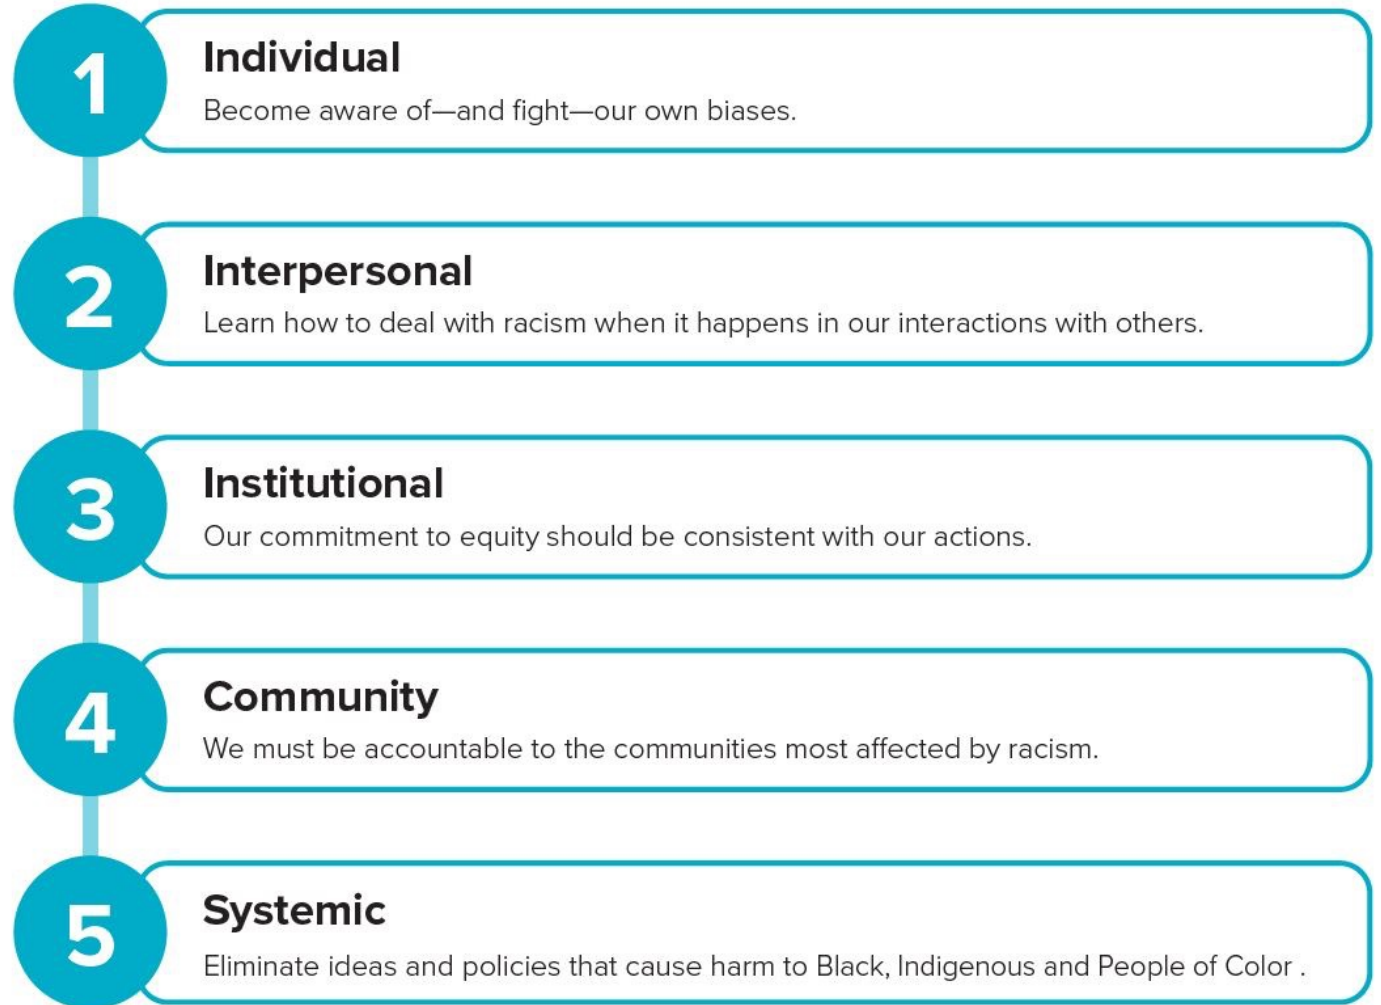 1
Individual
Become aware of—and fight—our own biases.
2
Interpersonal
Learn how to deal with racism when it happens in our interactions with others.
3
Institutional
Our commitment to equity should be consistent with our actions.
4
Community
We must be accountable to the communities most affected by racism.
5
Systemic
Eliminate ideas and policies that cause harm to Black, Indigenous and People of Color .